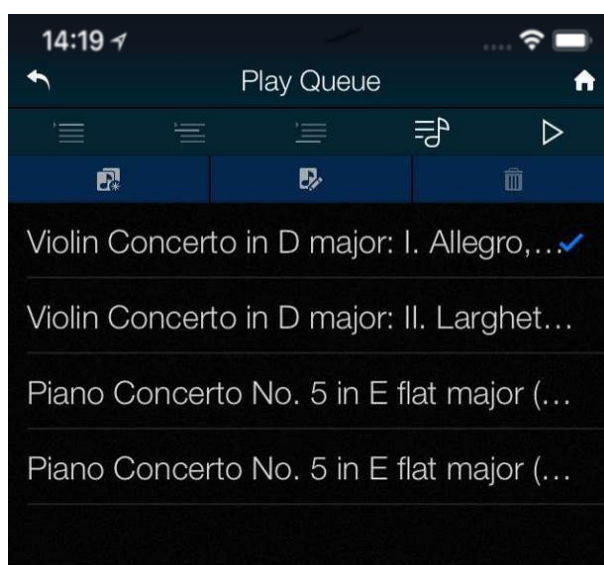 14:19
Play Queue
Violin Concerto in D major: I. Allegro,...
Violin Concerto in D major: II. Larghet...
Piano Concerto No. 5 in E flat major (...
Piano Concerto No. 5 in E flat major (...